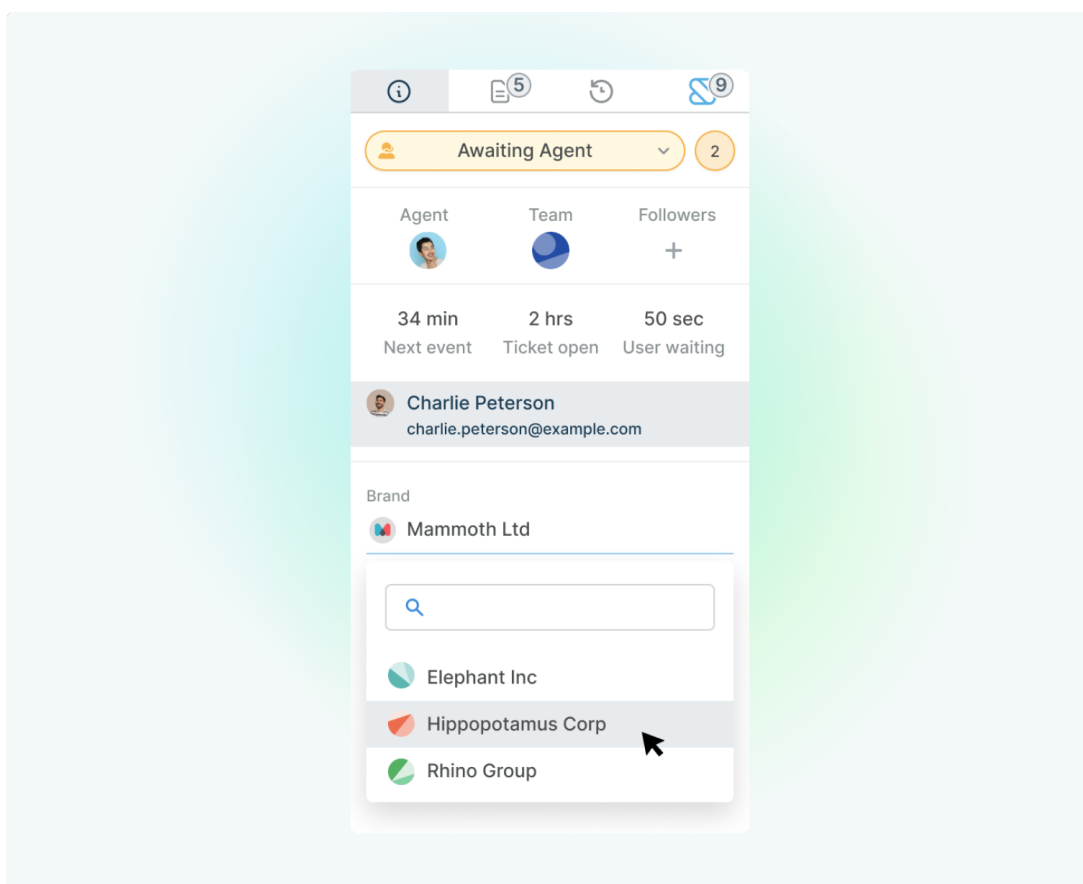 5
9
Awaiting Agent
2
Agent Team Followers
34 min 2 hrs 50 sec
Next event Ticket open User waiting
Charlie Peterson
charlie.peterson@example.com
Brand
Mammoth Ltd
Elephant Inc
Hippopotamus Corp
Rhino Group